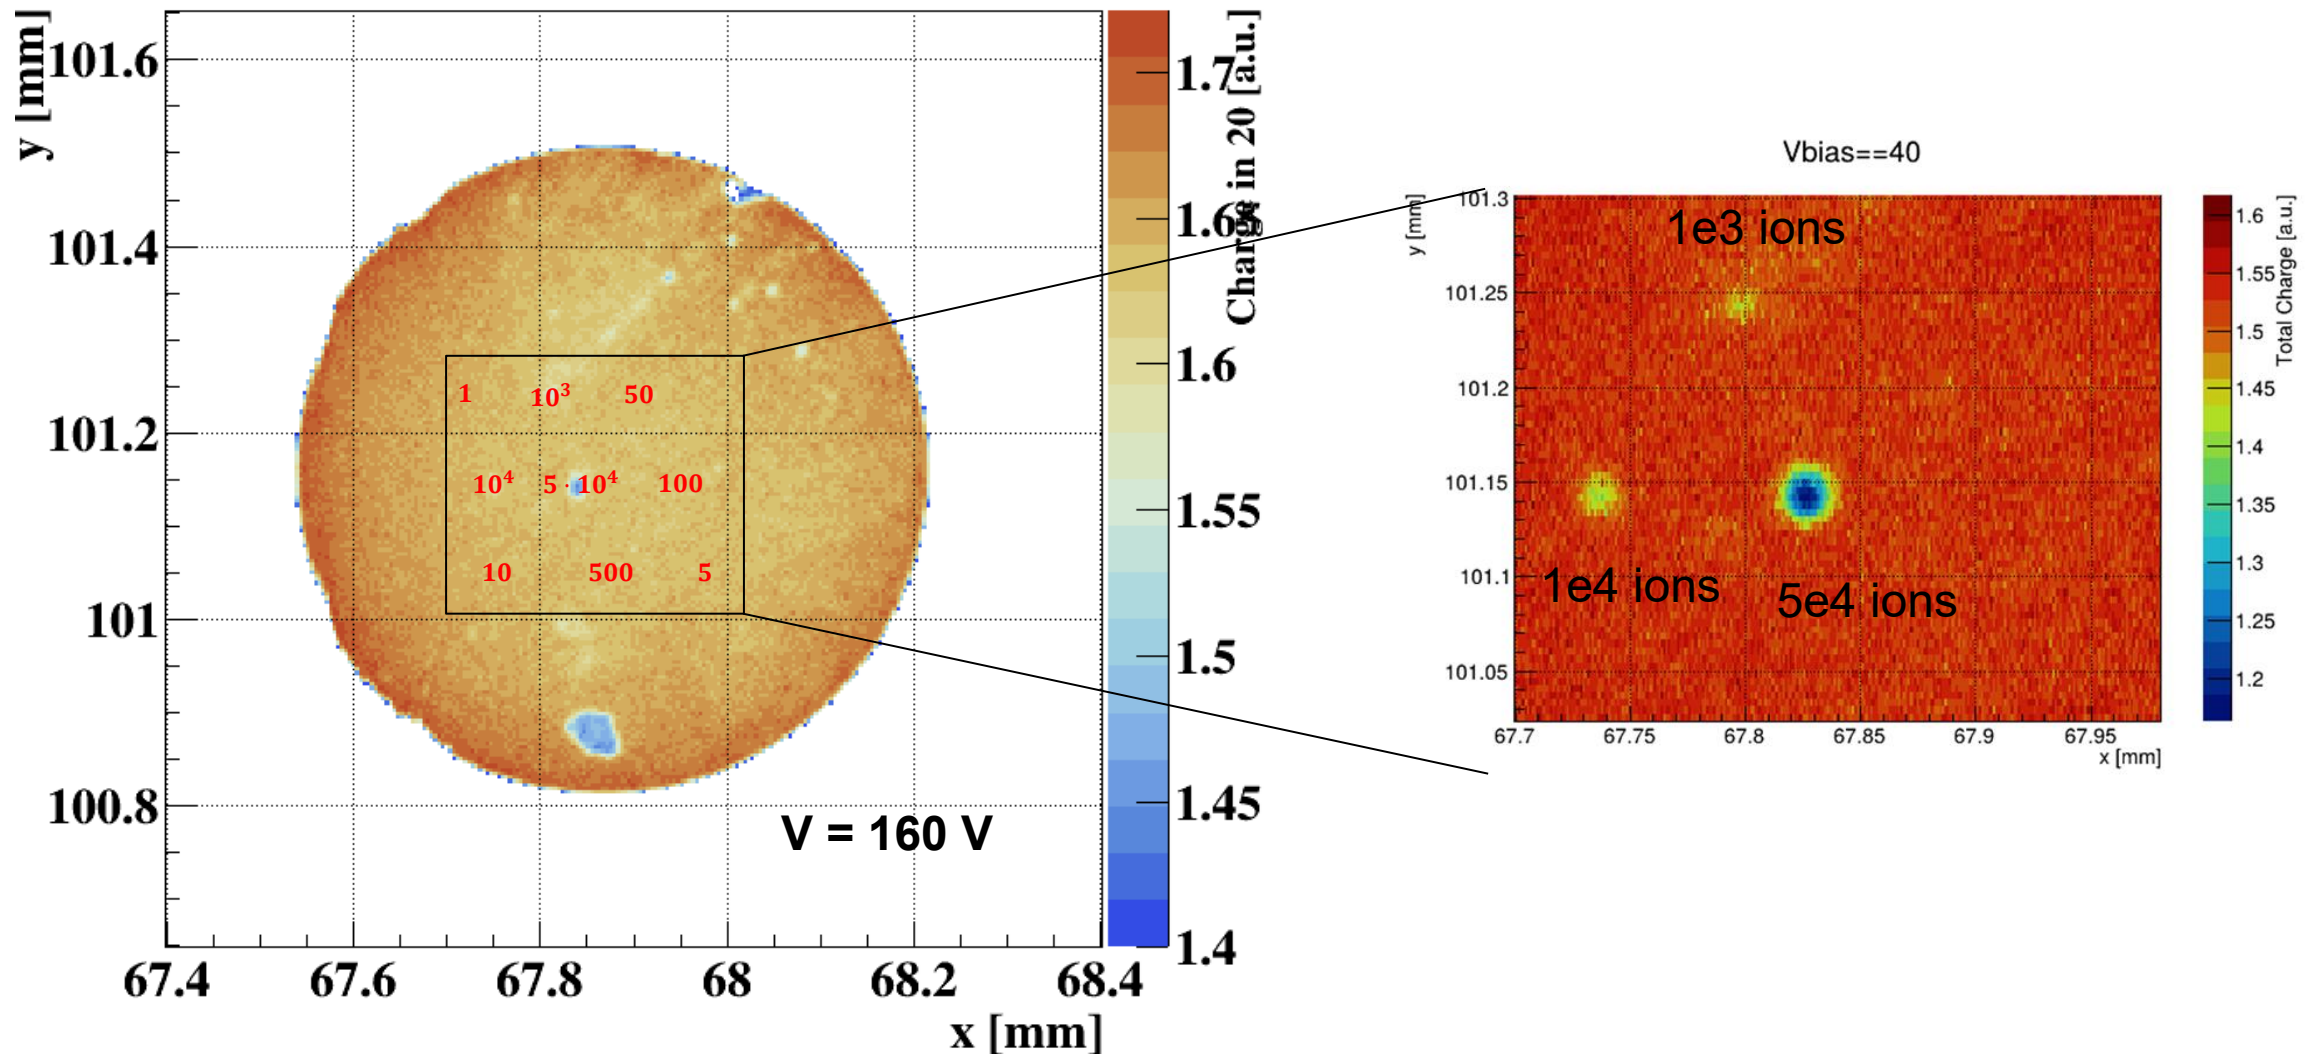 y [mm]
101.6
101.4
101.2
101
100.8
67.4 67.6 67.8 68 68.2 68.4
x [mm]
1 10³ 50
10⁴ 5 · 10⁴ 100
10 500 5
V = 160 V
1.7
1.65
1.6
1.55
1.5
1.45
1.4
Charge in 20 [a.u.]
Vbias==40
y [mm]
101.3
101.25
101.2
101.15
101.1
101.05
1e3 ions
1e4 ions
5e4 ions
67.7 67.75 67.8 67.85 67.9 67.95
x [mm]
1.6
1.55
1.5
1.45
1.4
1.35
1.3
1.25
1.2
Total Charge [a.u.]